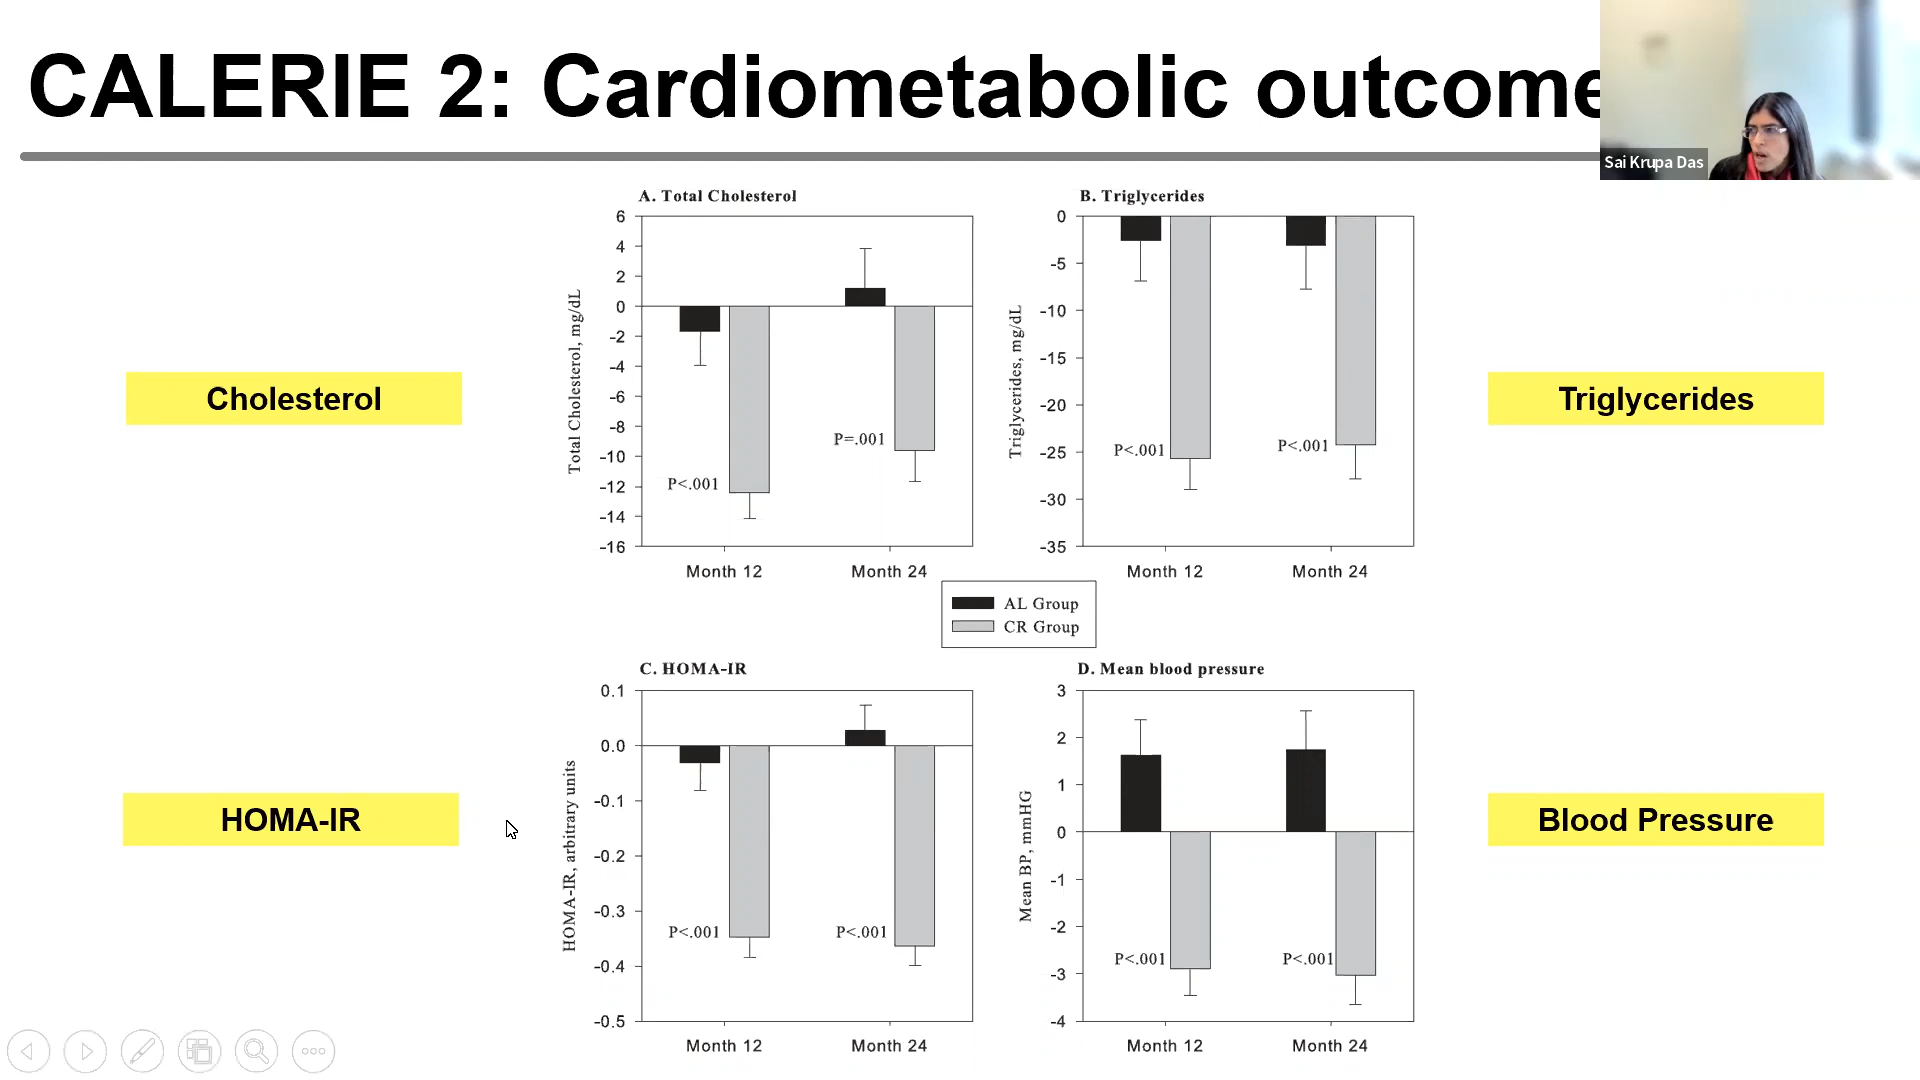 CALERIE 2: Cardiometabolic outcome
Sai Krupa Das
Cholesterol
Triglycerides
HOMA-IR
Blood Pressure
A. Total Cholesterol
Total Cholesterol, mg/dL
6
4
2
0
-2
-4
-6
-8
-10
-12
-14
-16
P<.001
P=.001
Month 12
Month 24
B. Triglycerides
Triglycerides, mg/dL
0
-5
-10
-15
-20
-25
-30
-35
P<.001
P<.001
Month 12
Month 24
AL Group
CR Group
C. HOMA-IR
HOMA-IR, arbitrary units
0.1
0.0
-0.1
-0.2
-0.3
-0.4
-0.5
P<.001
P<.001
Month 12
Month 24
D. Mean blood pressure
Mean BP, mmHG
3
2
1
0
-1
-2
-3
-4
P<.001
P<.001
Month 12
Month 24